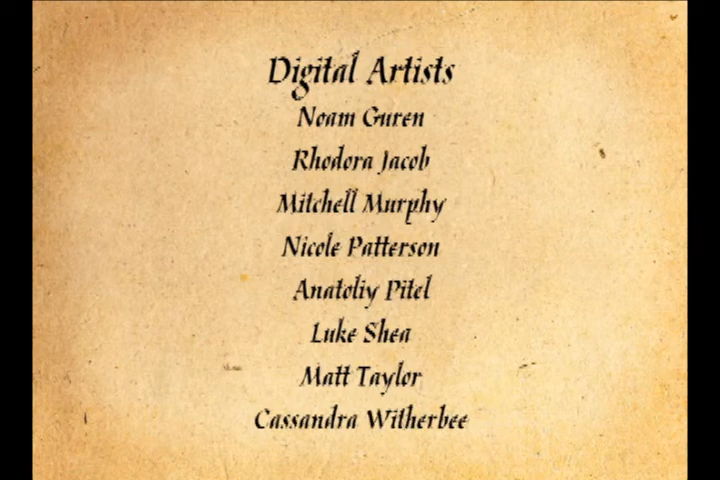 Digital Artists
Noam Guren
Rhodora Jacob
Mitchell Murphy
Nicole Patterson
Anatoliy Pitel
Luke Shea
Matt Taylor
Cassandra Witherbee